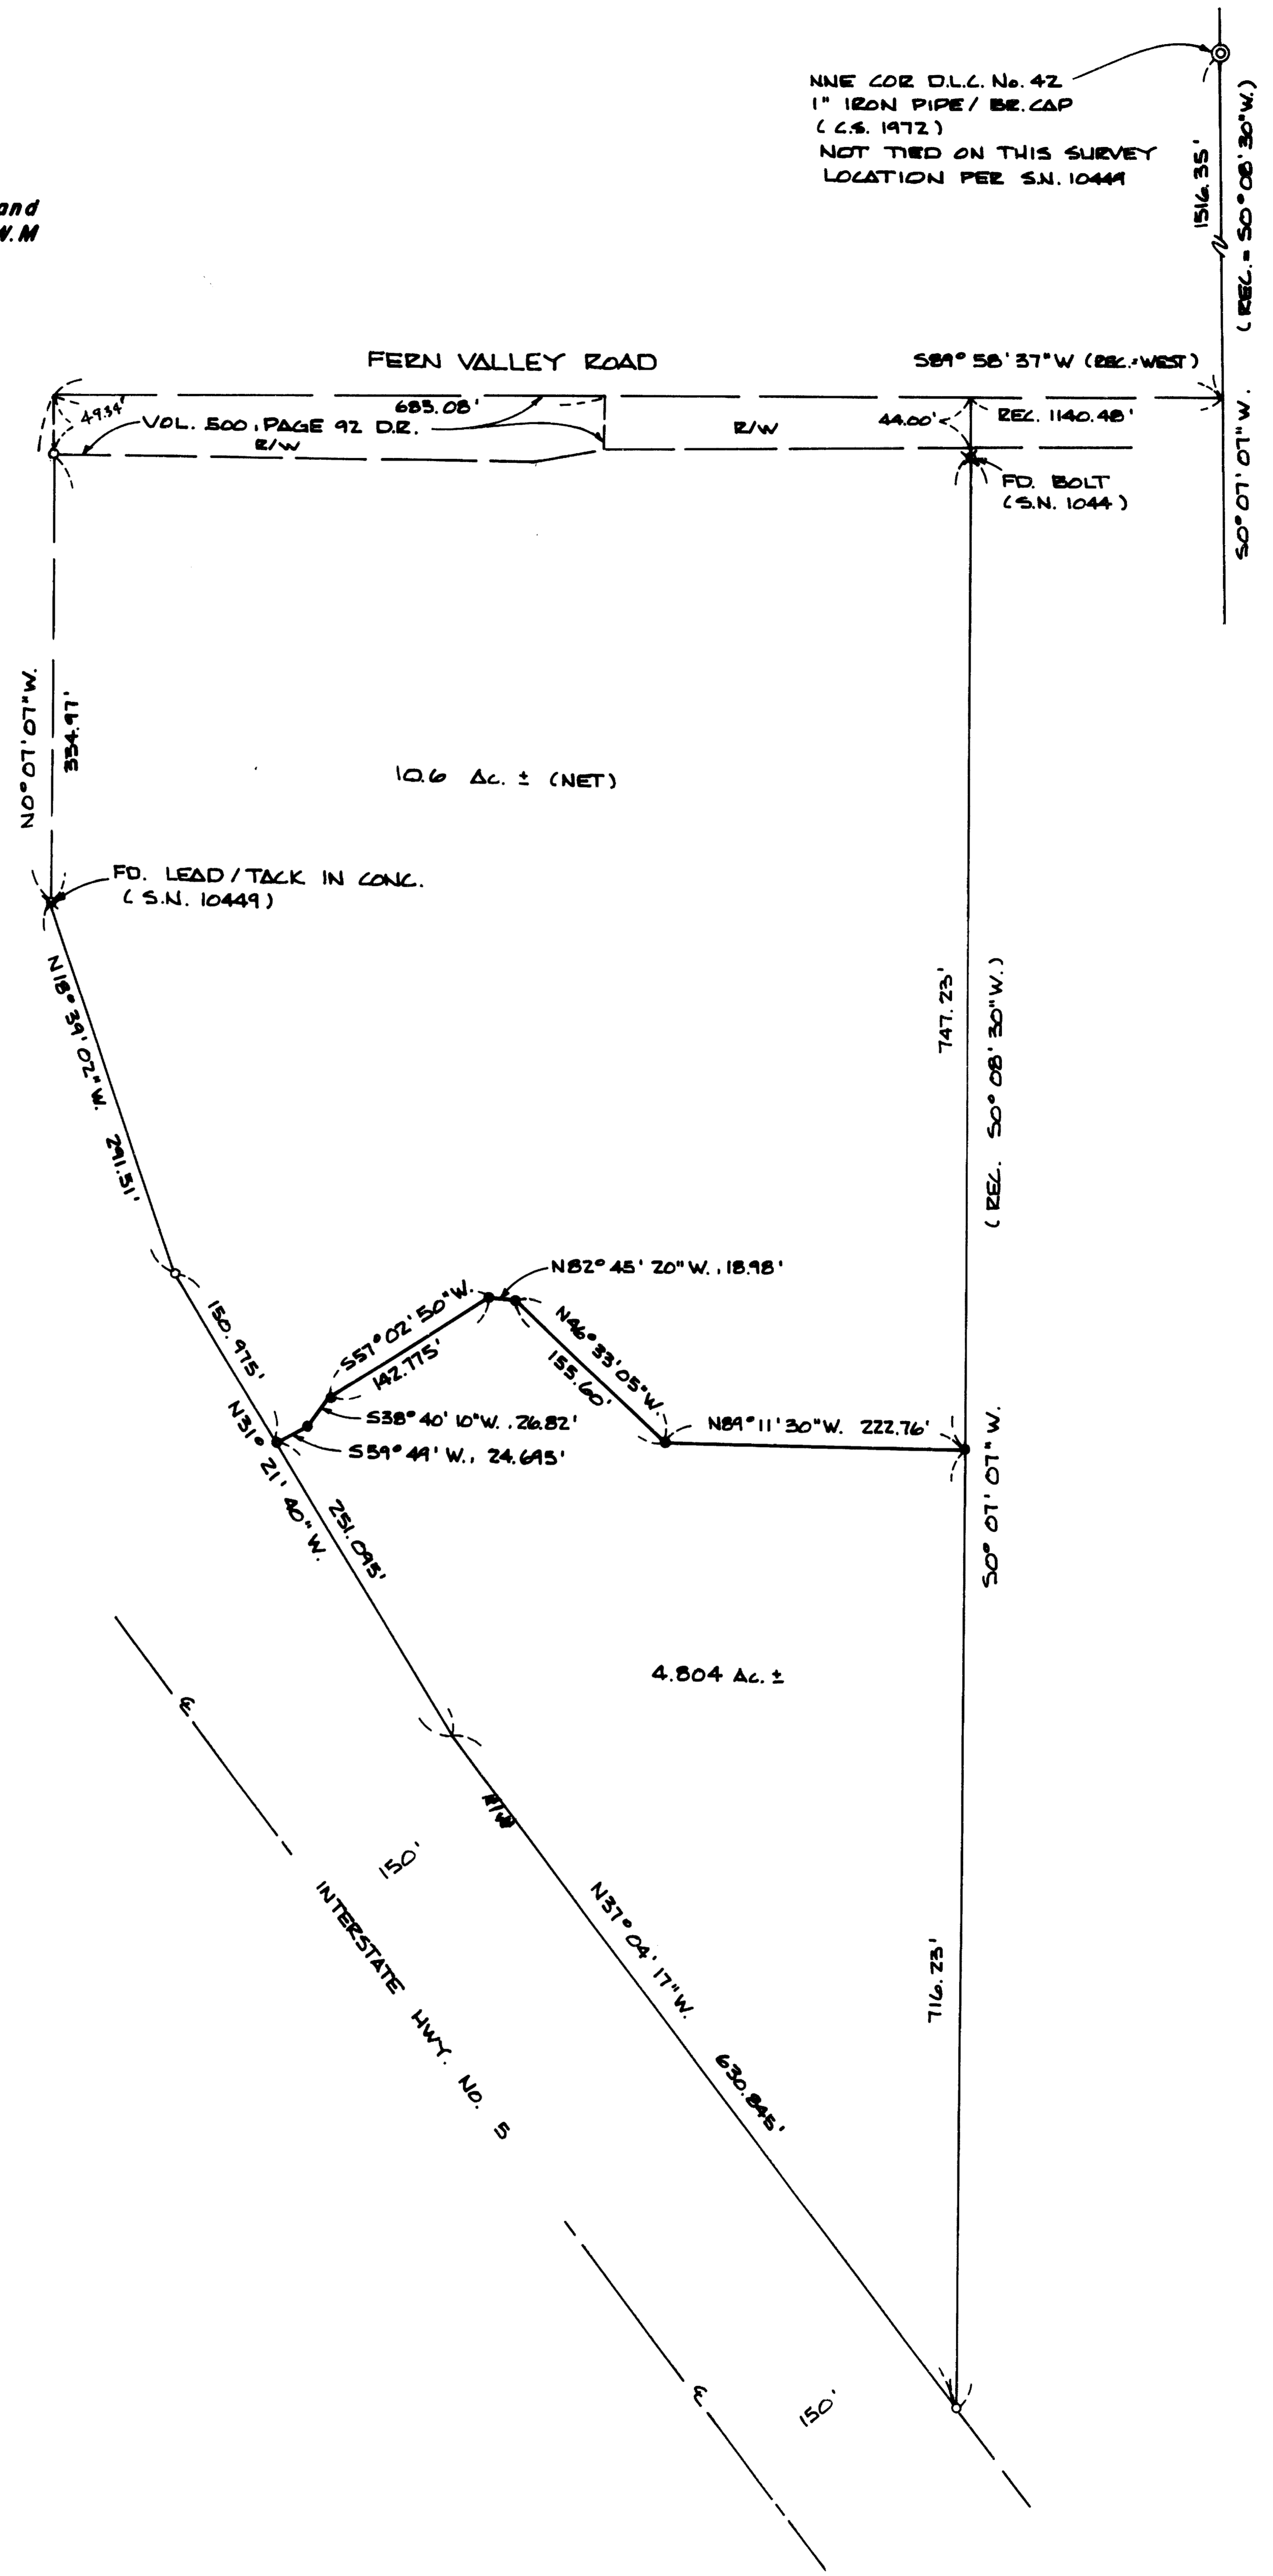 and
W.M
NNE COR D.L.C. No. 42
1" IRON PIPE / BR. CAP
( C.S. 1972 )
NOT TIED ON THIS SURVEY
LOCATION PER S.N. 10449
1516.35'
( REC. = S0° 08' 30" W. )
S0° 07' 07" W.
FERN VALLEY ROAD
S89° 58' 37" W (REC. = WEST)
49.34'
683.08'
VOL. 500, PAGE 92 D.R.
R/W
R/W
44.00'
REC. 1140.48'
FD. BOLT
( S.N. 1044 )
N0° 07' 07" W.
334.97'
10.6 Ac. ± (NET)
FD. LEAD / TACK IN CONC.
( S.N. 10449 )
N18° 39' 02" W. 291.51'
747.23'
( REC. S0° 08' 30" W. )
S0° 07' 07" W.
N82° 45' 20" W., 18.98'
S57° 02' 50" W.
142.775'
N46° 33' 05" W.
155.60'
S38° 40' 10" W., 26.82'
S59° 49' W., 24.695'
N89° 11' 30" W. 222.76'
150.975'
N31° 21' 40" W.
251.095'
4.804 Ac. ±
R/W
150'
INTERSTATE HWY. NO. 5
N37° 04' 17" W.
630.845'
716.23'
150'